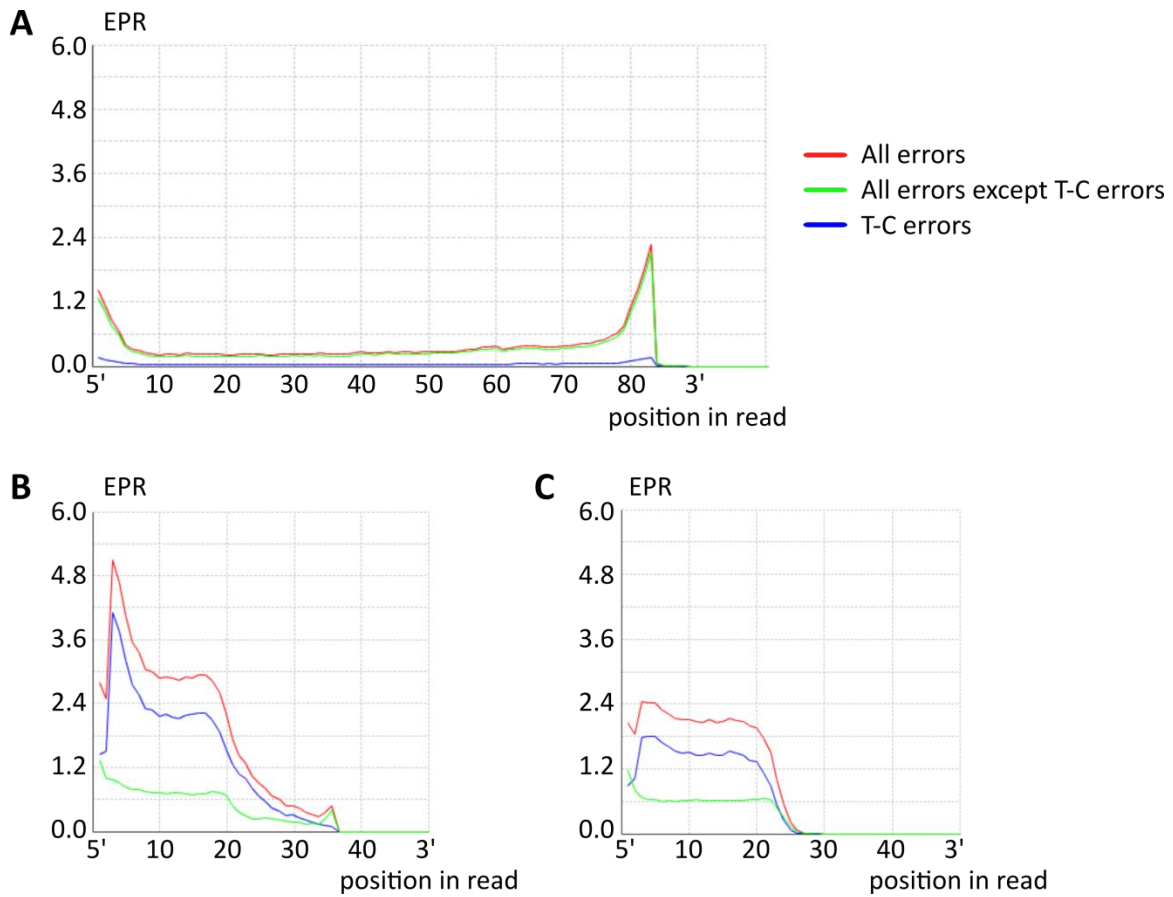 A
EPR
6.0
4.8
3.6
2.4
1.2
0.0
5' 10 20 30 40 50 60 70 80 3'
position in read
All errors
All errors except T-C errors
T-C errors
B
EPR
6.0
4.8
3.6
2.4
1.2
0.0
5' 10 20 30 40 3'
position in read
C
EPR
6.0
4.8
3.6
2.4
1.2
0.0
5' 10 20 30 40 3'
position in read